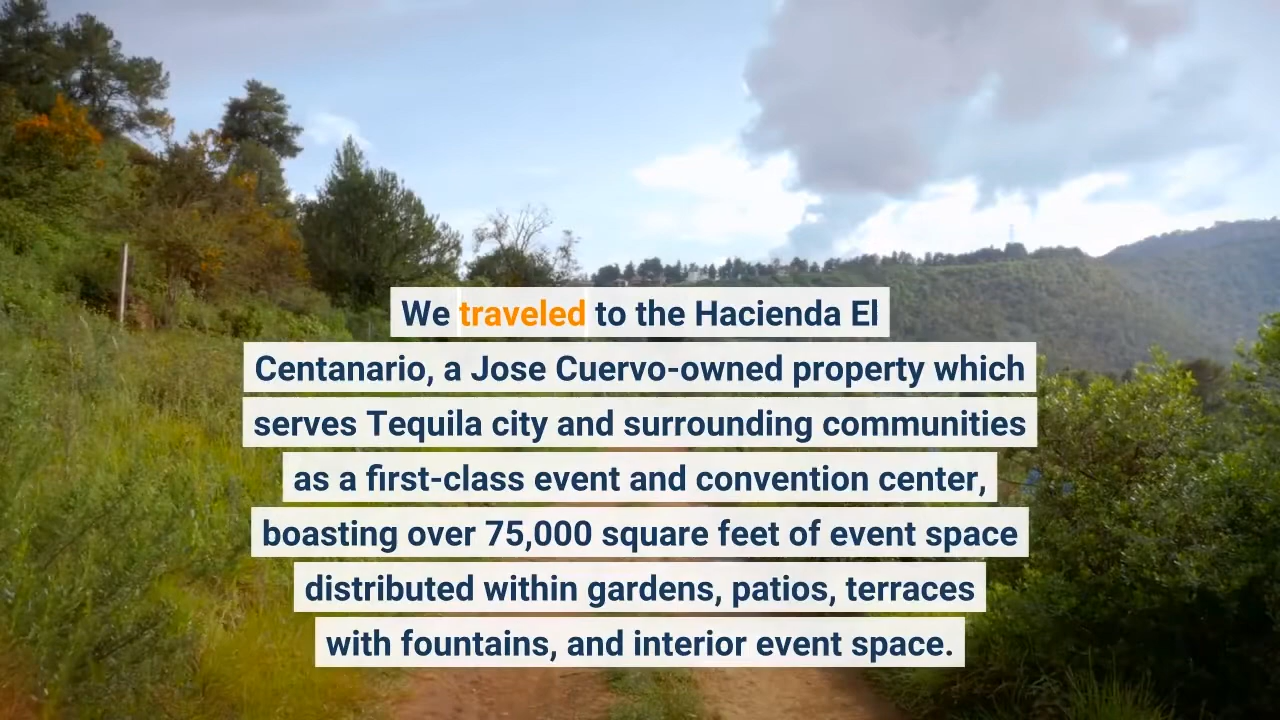 We traveled to the Hacienda El
Centanario, a Jose Cuervo-owned property which
serves Tequila city and surrounding communities
as a first-class event and convention center,
boasting over 75,000 square feet of event space
distributed within gardens, patios, terraces
with fountains, and interior event space.